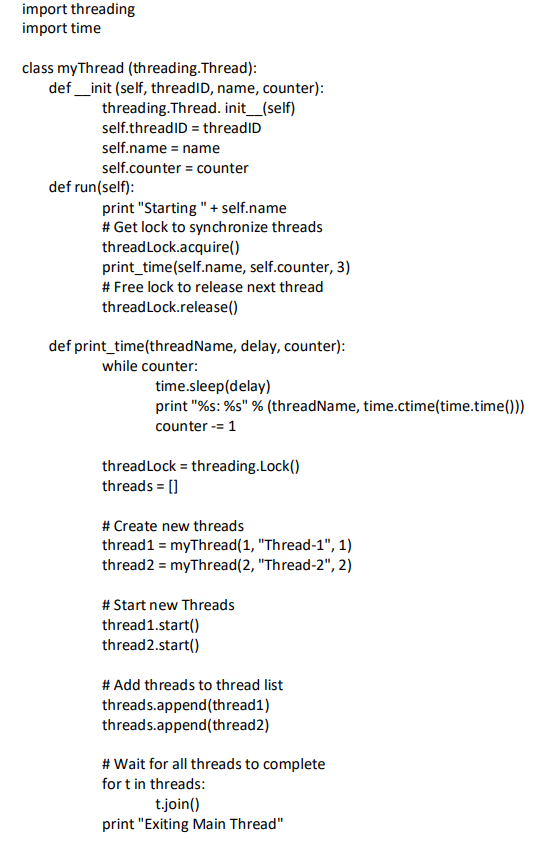 import threading
import time
class myThread (threading.Thread):
def __init (self, threadID, name, counter):
threading.Thread. init__(self)
self.threadID = threadID
self.name = name
self.counter = counter
def run(self):
print "Starting " + self.name
# Get lock to synchronize threads
threadLock.acquire()
print_time(self.name, self.counter, 3)
# Free lock to release next thread
threadLock.release()
def print_time(threadName, delay, counter):
while counter:
time.sleep(delay)
print "%s: %s" % (threadName, time.ctime(time.time()))
counter -= 1
threadLock = threading.Lock()
threads = []
# Create new threads
thread1 = myThread(1, "Thread-1", 1)
thread2 = myThread(2, "Thread-2", 2)
# Start new Threads
thread1.start()
thread2.start()
# Add threads to thread list
threads.append(thread1)
threads.append(thread2)
# Wait for all threads to complete
for t in threads:
t.join()
print "Exiting Main Thread"